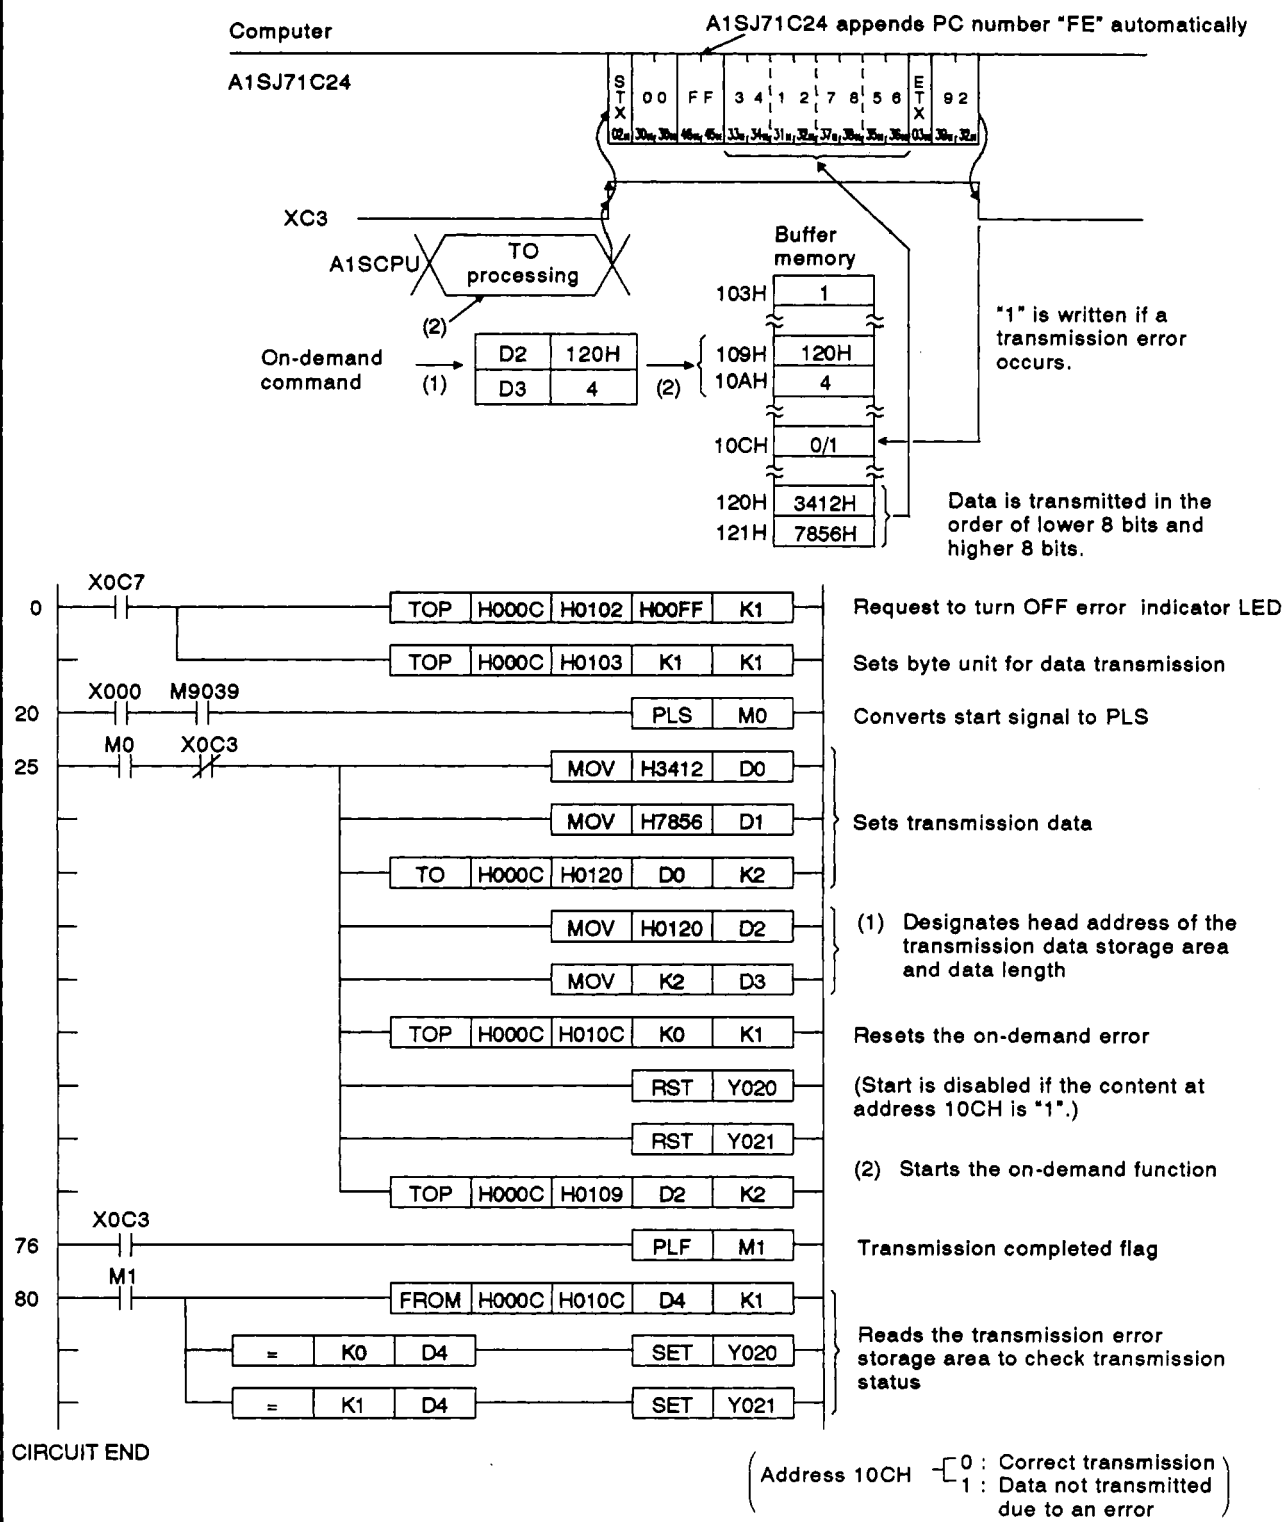 A1SJ71C24 appends PC number "FE" automatically
Computer
A1SJ71C24
STX 0 0 F F 3 4 1 2 7 8 5 6 ETX 9 2
02H 30H, 30H 46H, 46H 33H, 34H 31H, 32H 37H, 38H 35H, 36H 03H 39H, 32H
XC3
A1SCPU
TO
processing
(2)
Buffer
memory
103H 1
On-demand
command
(1)
D2 120H
D3 4
(2)
109H 120H
10AH 4
10CH 0/1
120H 3412H
121H 7856H
"1" is written if a
transmission error
occurs.
Data is transmitted in the
order of lower 8 bits and
higher 8 bits.
X0C7
0 TOP H000C H0102 H00FF K1 Request to turn OFF error indicator LED
TOP H000C H0103 K1 K1 Sets byte unit for data transmission
X000 M9039
20 PLS M0 Converts start signal to PLS
M0 X0C3
25 MOV H3412 D0
MOV H7856 D1 Sets transmission data
TO H000C H0120 D0 K2
MOV H0120 D2
MOV K2 D3
(1) Designates head address of the
transmission data storage area
and data length
TOP H000C H010C K0 K1 Resets the on-demand error
RST Y020
(Start is disabled if the content at
address 10CH is "1".)
RST Y021
(2) Starts the on-demand function
TOP H000C H0109 D2 K2
X0C3
76 PLF M1 Transmission completed flag
M1
80 FROM H000C H010C D4 K1
= K0 D4 SET Y020
= K1 D4 SET Y021
Reads the transmission error
storage area to check transmission
status
CIRCUIT END
Address 10CH
0 : Correct transmission
1 : Data not transmitted
due to an error